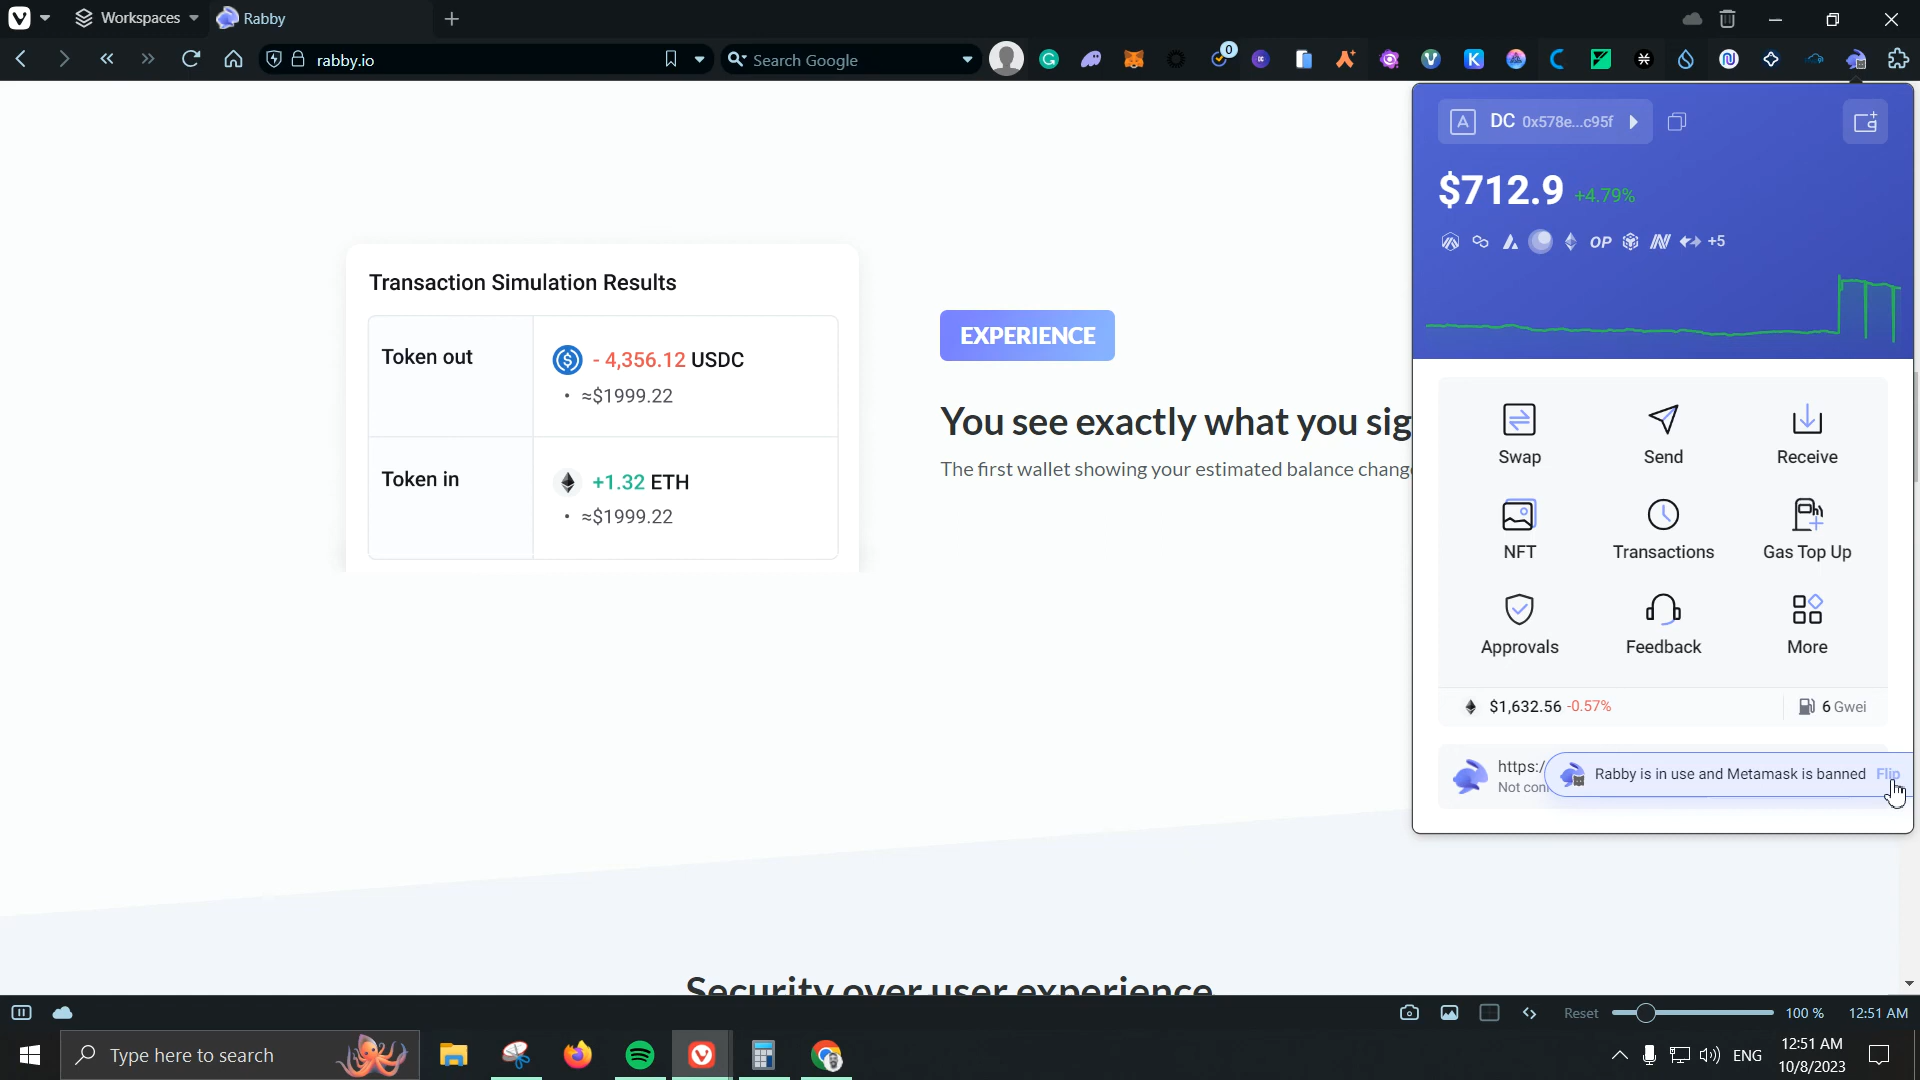 Workspaces
Rabby
rabby.io
Search Google
0
A DC 0x578e...c95f
$712.9 +4.79%
OP +5
Transaction Simulation Results
Token out
- 4,356.12 USDC
• ≈$1999.22
Token in
+1.32 ETH
• ≈$1999.22
EXPERIENCE
You see exactly what you sig
The first wallet showing your estimated balance chang
Swap
Send
Receive
NFT
Transactions
Gas Top Up
Approvals
Feedback
More
$1,632.56 -0.57%
6 Gwei
https:/
Not con
Rabby is in use and Metamask is banned Flip
Security over user experience
Reset
100 %
12:51 AM
Type here to search
ENG
12:51 AM
10/8/2023